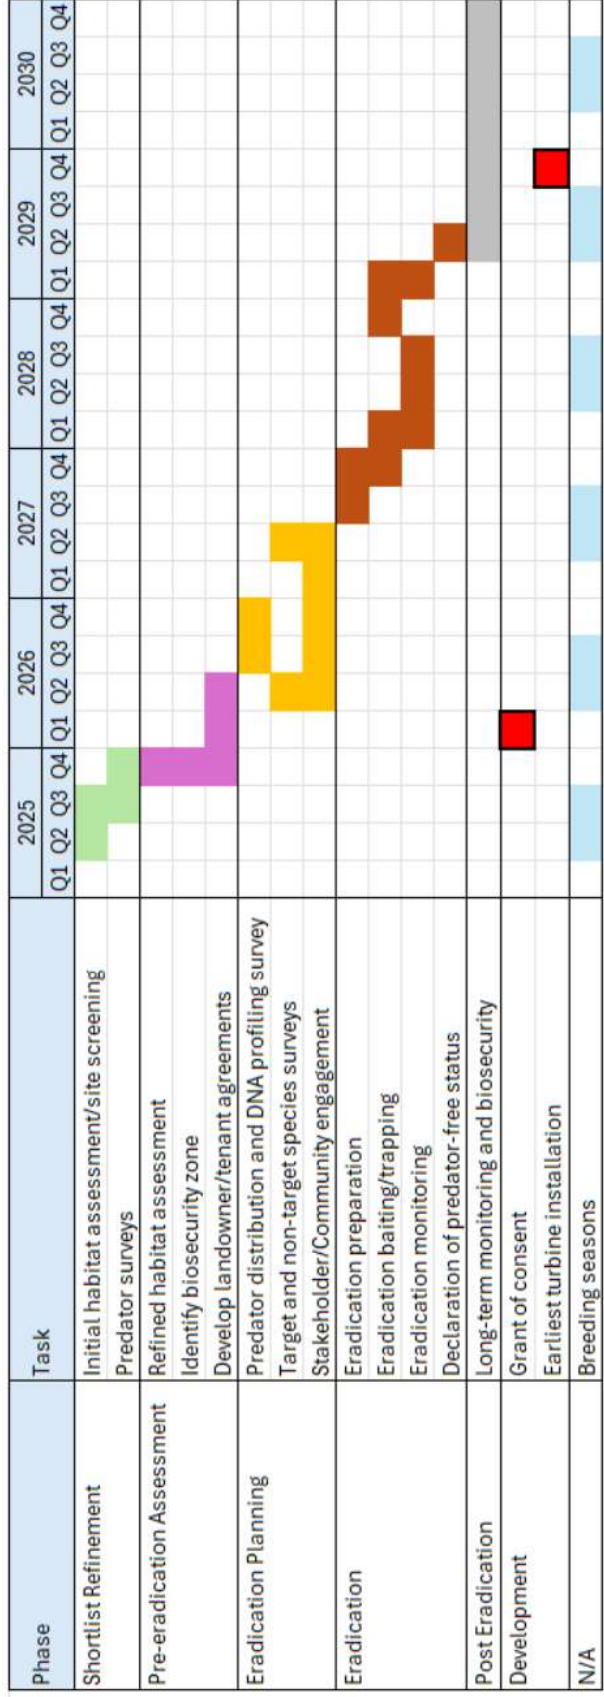 Phase Task 2025 2026 2027 2028 2029 2030
Q1 Q2 Q3 Q4 Q1 Q2 Q3 Q4 Q1 Q2 Q3 Q4 Q1 Q2 Q3 Q4 Q1 Q2 Q3 Q4 Q1 Q2 Q3 Q4
Shortlist Refinement Initial habitat assessment/site screening
Predator surveys
Pre-eradication Assessment Refined habitat assessment
Identify biosecurity zone
Develop landowner/tenant agreements
Eradication Planning Predator distribution and DNA profiling survey
Target and non-target species surveys
Stakeholder/Community engagement
Eradication Eradication preparation
Eradication baiting/trapping
Eradication monitoring
Declaration of predator-free status
Post Eradication Long-term monitoring and biosecurity
Development Grant of consent
Earliest turbine installation
N/A Breeding seasons